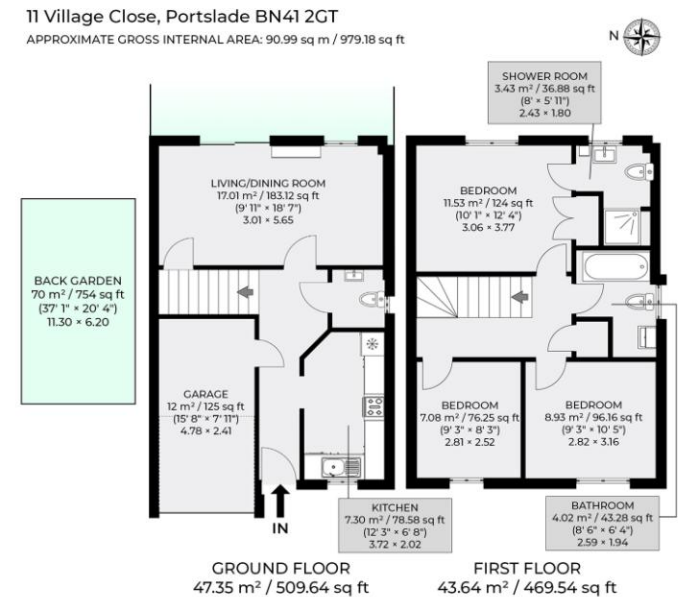 11 Village Close, Portslade BN41 2GT
APPROXIMATE GROSS INTERNAL AREA: 90.99 sq m / 979.18 sq ft
N
SHOWER ROOM
3.43 m² / 36.88 sq ft
(8' × 5' 11")
2.43 × 1.80
LIVING/DINING ROOM
17.01 m² / 183.12 sq ft
(9' 11" × 18' 7")
3.01 × 5.65
BEDROOM
11.53 m² / 124 sq ft
(10' 1" × 12' 4")
3.06 × 3.77
BACK GARDEN
70 m² / 754 sq ft
(37' 1" × 20' 4")
11.30 × 6.20
GARAGE
12 m² / 125 sq ft
(15' 8" × 7' 11")
4.78 × 2.41
BEDROOM
7.08 m² / 76.25 sq ft
(9' 3" × 8' 3")
2.81 × 2.52
BEDROOM
8.93 m² / 96.16 sq ft
(9' 3" × 10' 5")
2.82 × 3.16
IN
KITCHEN
7.30 m² / 78.58 sq ft
(12' 3" × 6' 8")
3.72 × 2.02
BATHROOM
4.02 m² / 43.28 sq ft
(8' 6" × 6' 4")
2.59 × 1.94
GROUND FLOOR
47.35 m² / 509.64 sq ft
FIRST FLOOR
43.64 m² / 469.54 sq ft